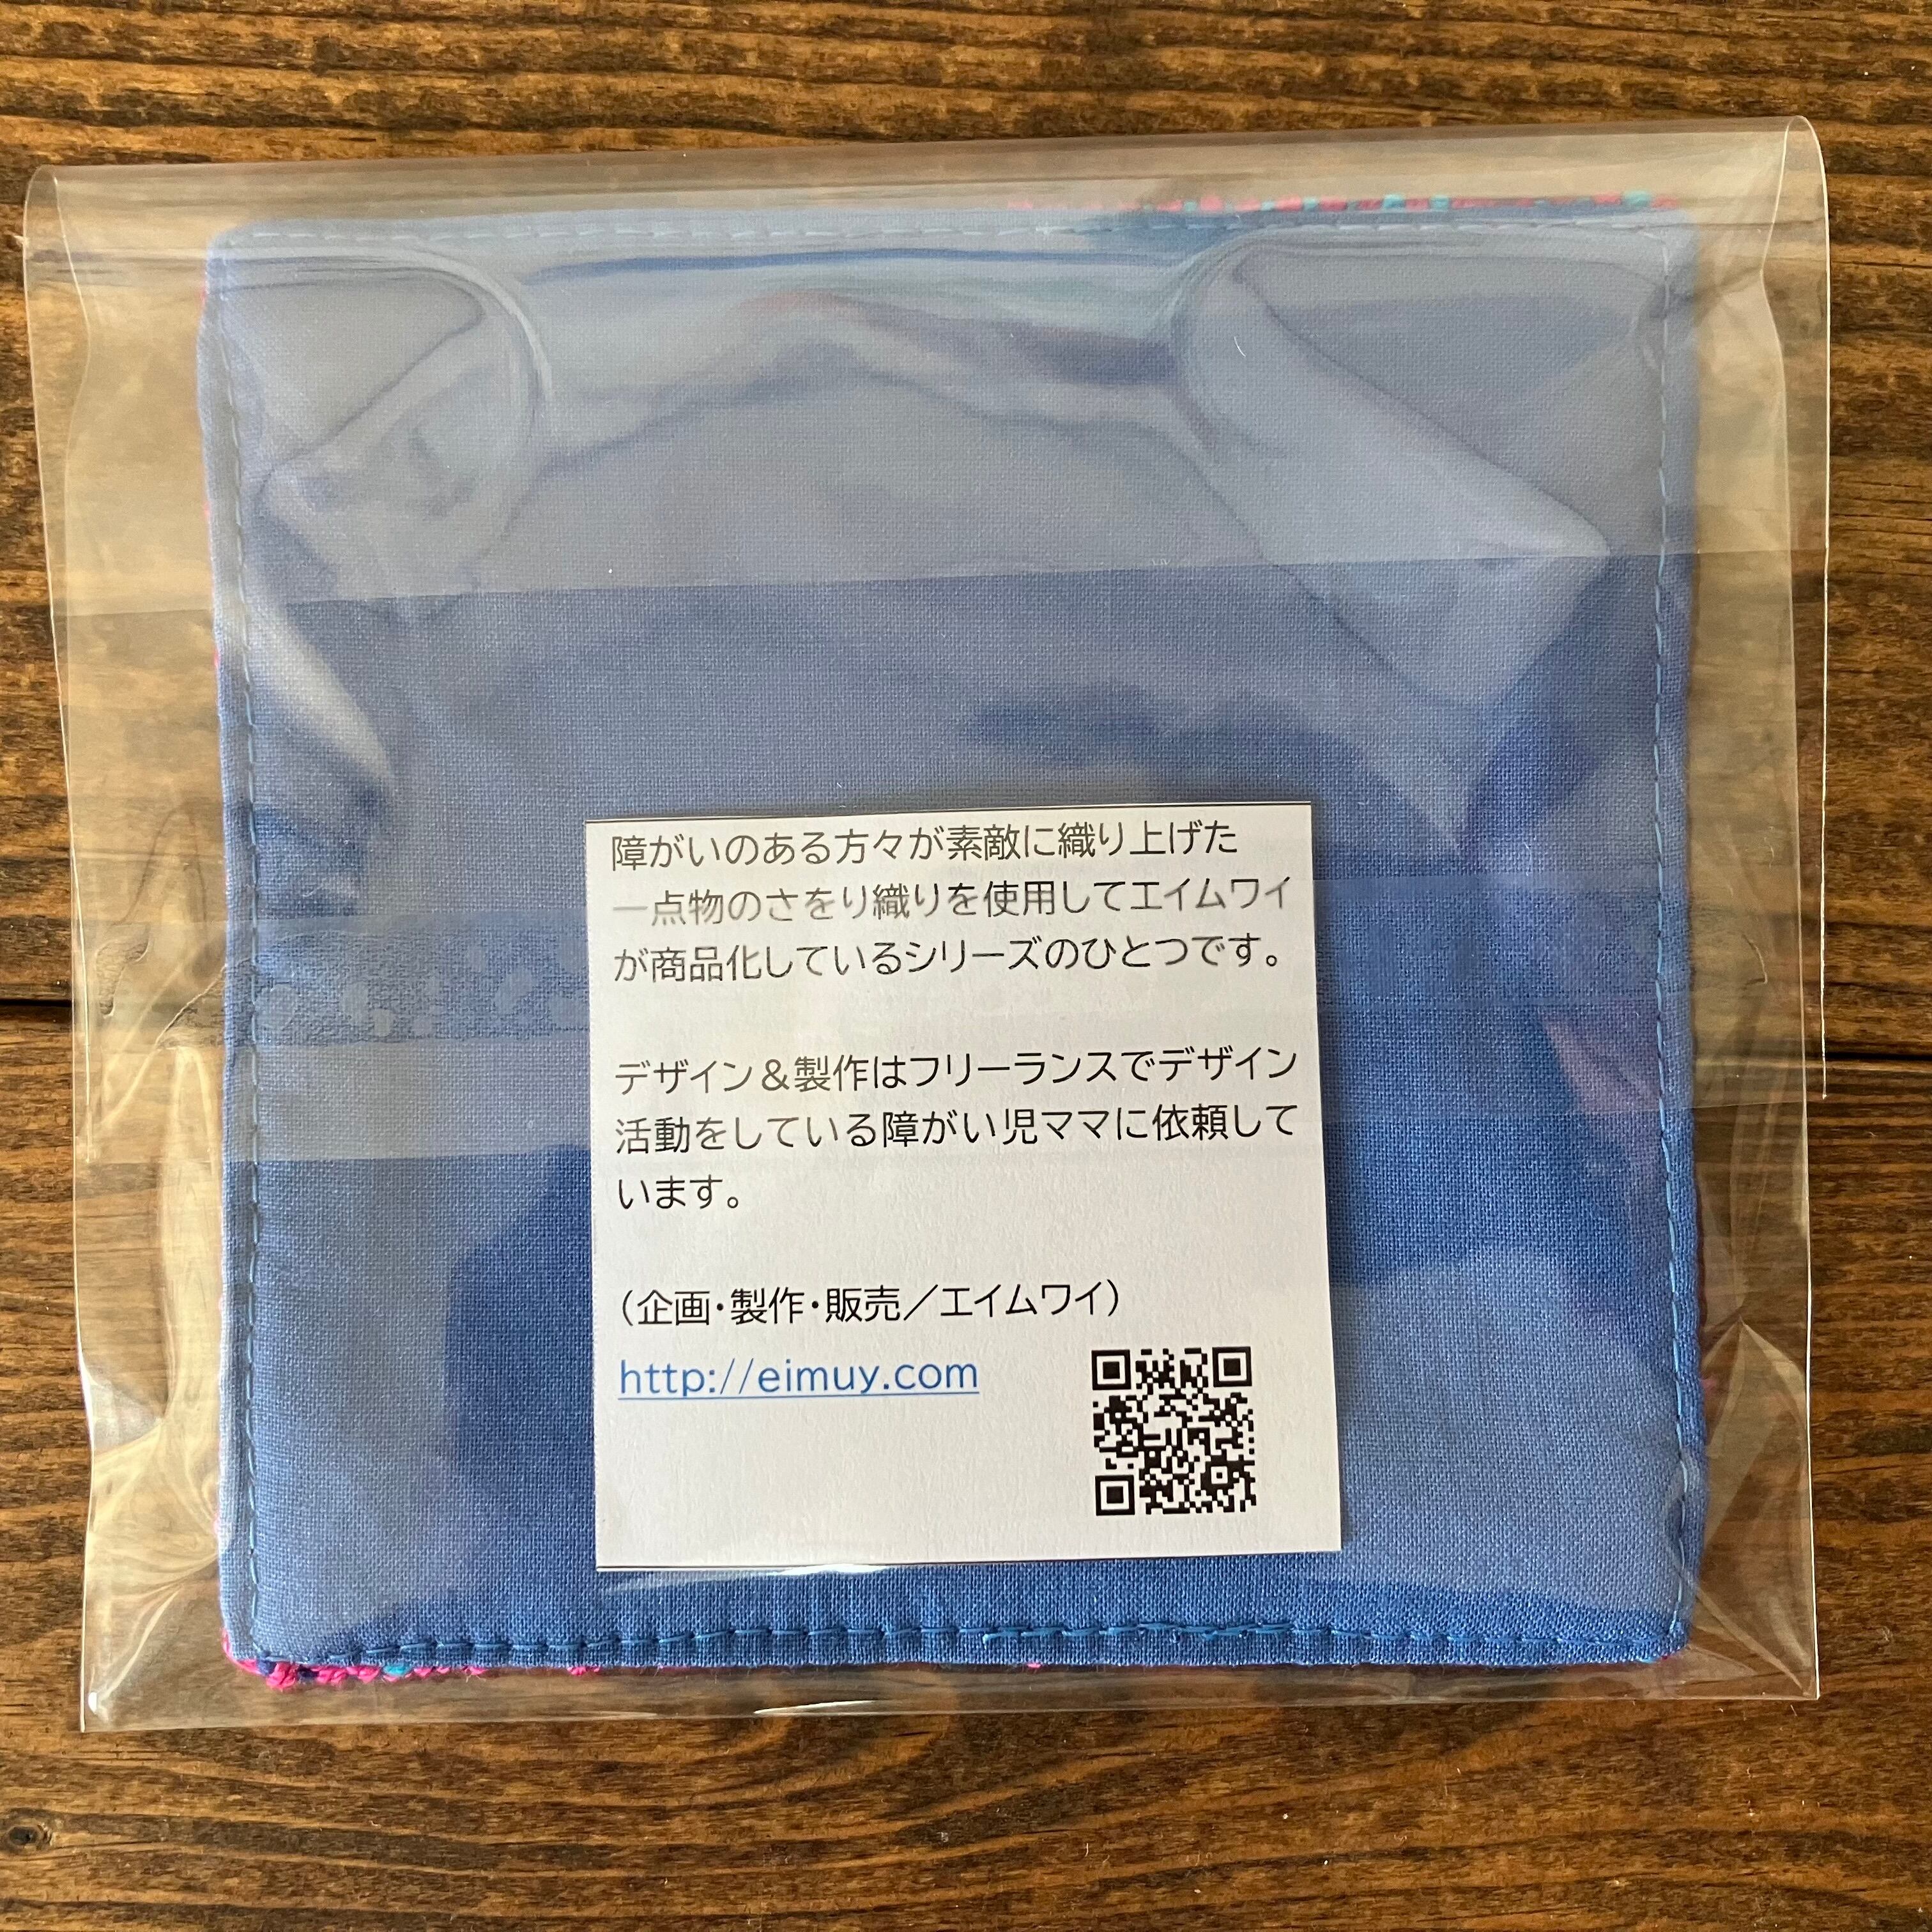 障がいのある方々が素敵に織り上げた
一点物のさをり織りを使用してエイムワイ
が商品化しているシリーズのひとつです。
デザイン＆製作はフリーランスでデザイン
活動をしている障がい児ママに依頼して
います。
（企画・製作・販売／エイムワイ）
http://eimuy.com